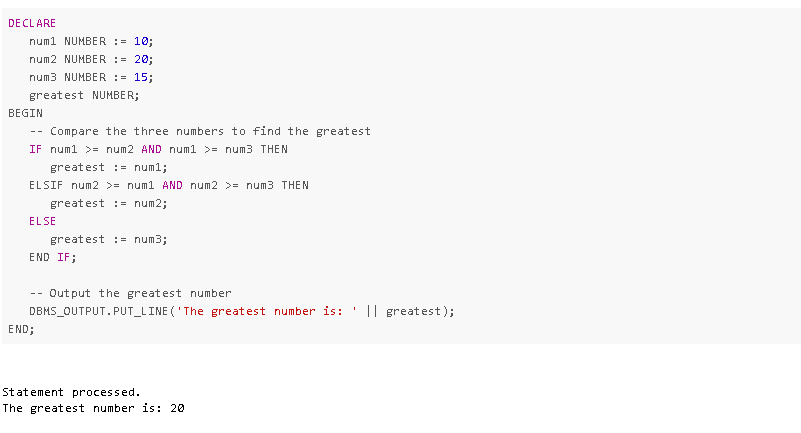 DECLARE
   num1 NUMBER := 10;
   num2 NUMBER := 20;
   num3 NUMBER := 15;
   greatest NUMBER;
BEGIN
   -- Compare the three numbers to find the greatest
   IF num1 >= num2 AND num1 >= num3 THEN
      greatest := num1;
   ELSIF num2 >= num1 AND num2 >= num3 THEN
      greatest := num2;
   ELSE
      greatest := num3;
   END IF;

   -- Output the greatest number
   DBMS_OUTPUT.PUT_LINE('The greatest number is: ' || greatest);
END;

Statement processed.
The greatest number is: 20